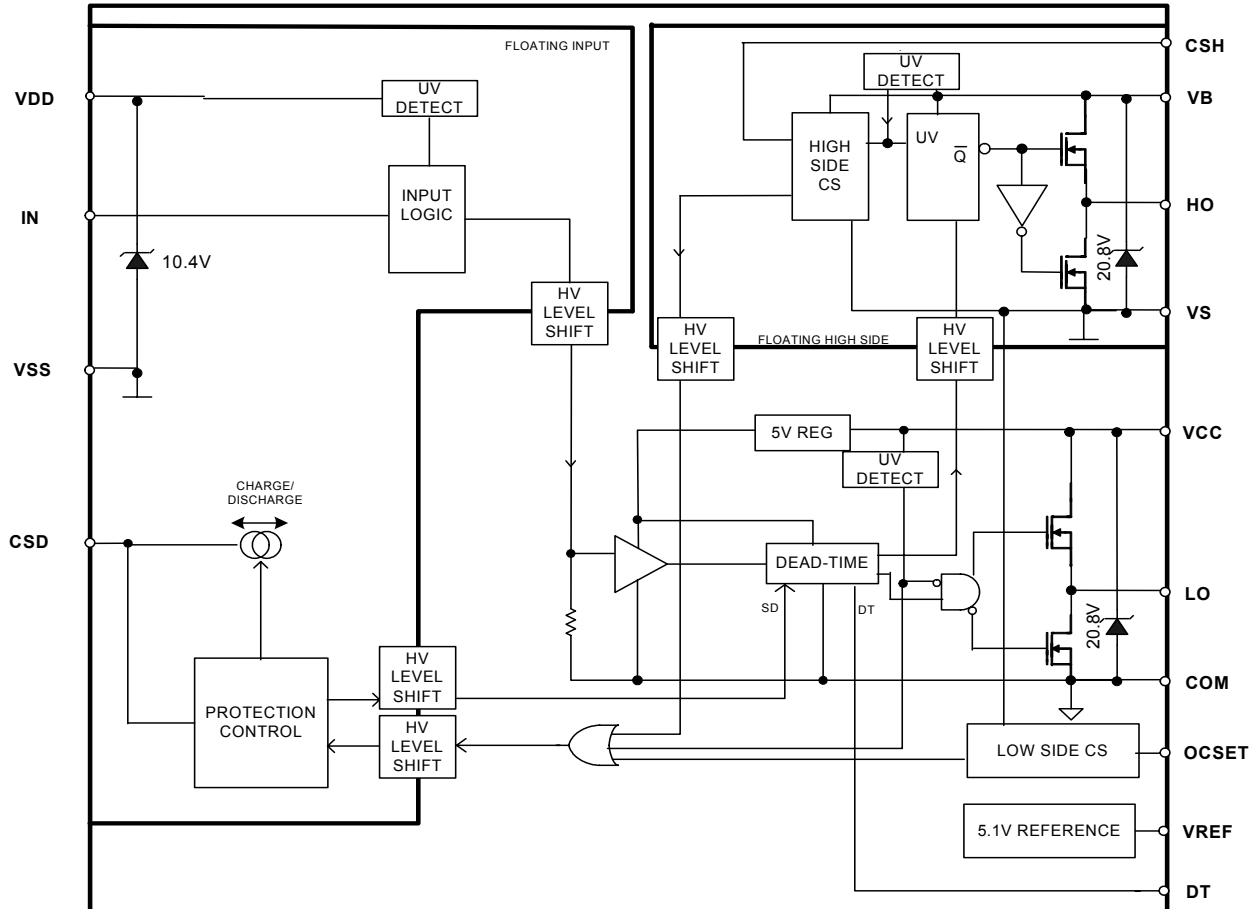 FLOATING INPUT
CSH
UV
DETECT
VDD
UV
DETECT
VB
HIGH
SIDE
CS
UV
Q
INPUT
LOGIC
IN
HO
10.4V
20.8V
HV
LEVEL
SHIFT
VS
HV
LEVEL
SHIFT
FLOATING HIGH SIDE
HV
LEVEL
SHIFT
VSS
5V REG
VCC
UV
DETECT
CHARGE/
DISCHARGE
CSD
DEAD-TIME
SD
DT
LO
20.8V
HV
LEVEL
SHIFT
COM
PROTECTION
CONTROL
HV
LEVEL
SHIFT
LOW SIDE CS
OCSET
5.1V REFERENCE
VREF
DT